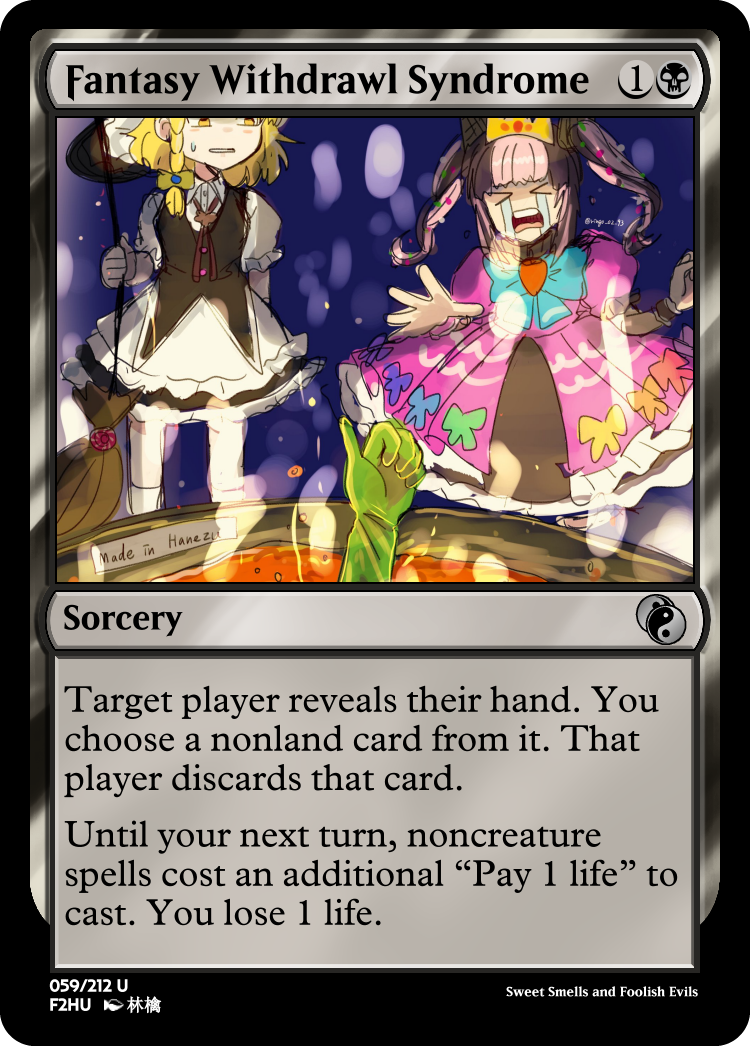 Fantasy Withdrawl Syndrome 1
@ringo_oz_93
Made in Hanezu
Sorcery
Target player reveals their hand. You
choose a nonland card from it. That
player discards that card.
Until your next turn, noncreature
spells cost an additional “Pay 1 life” to
cast. You lose 1 life.
059/212 U
F2HU 林檎
Sweet Smells and Foolish Evils